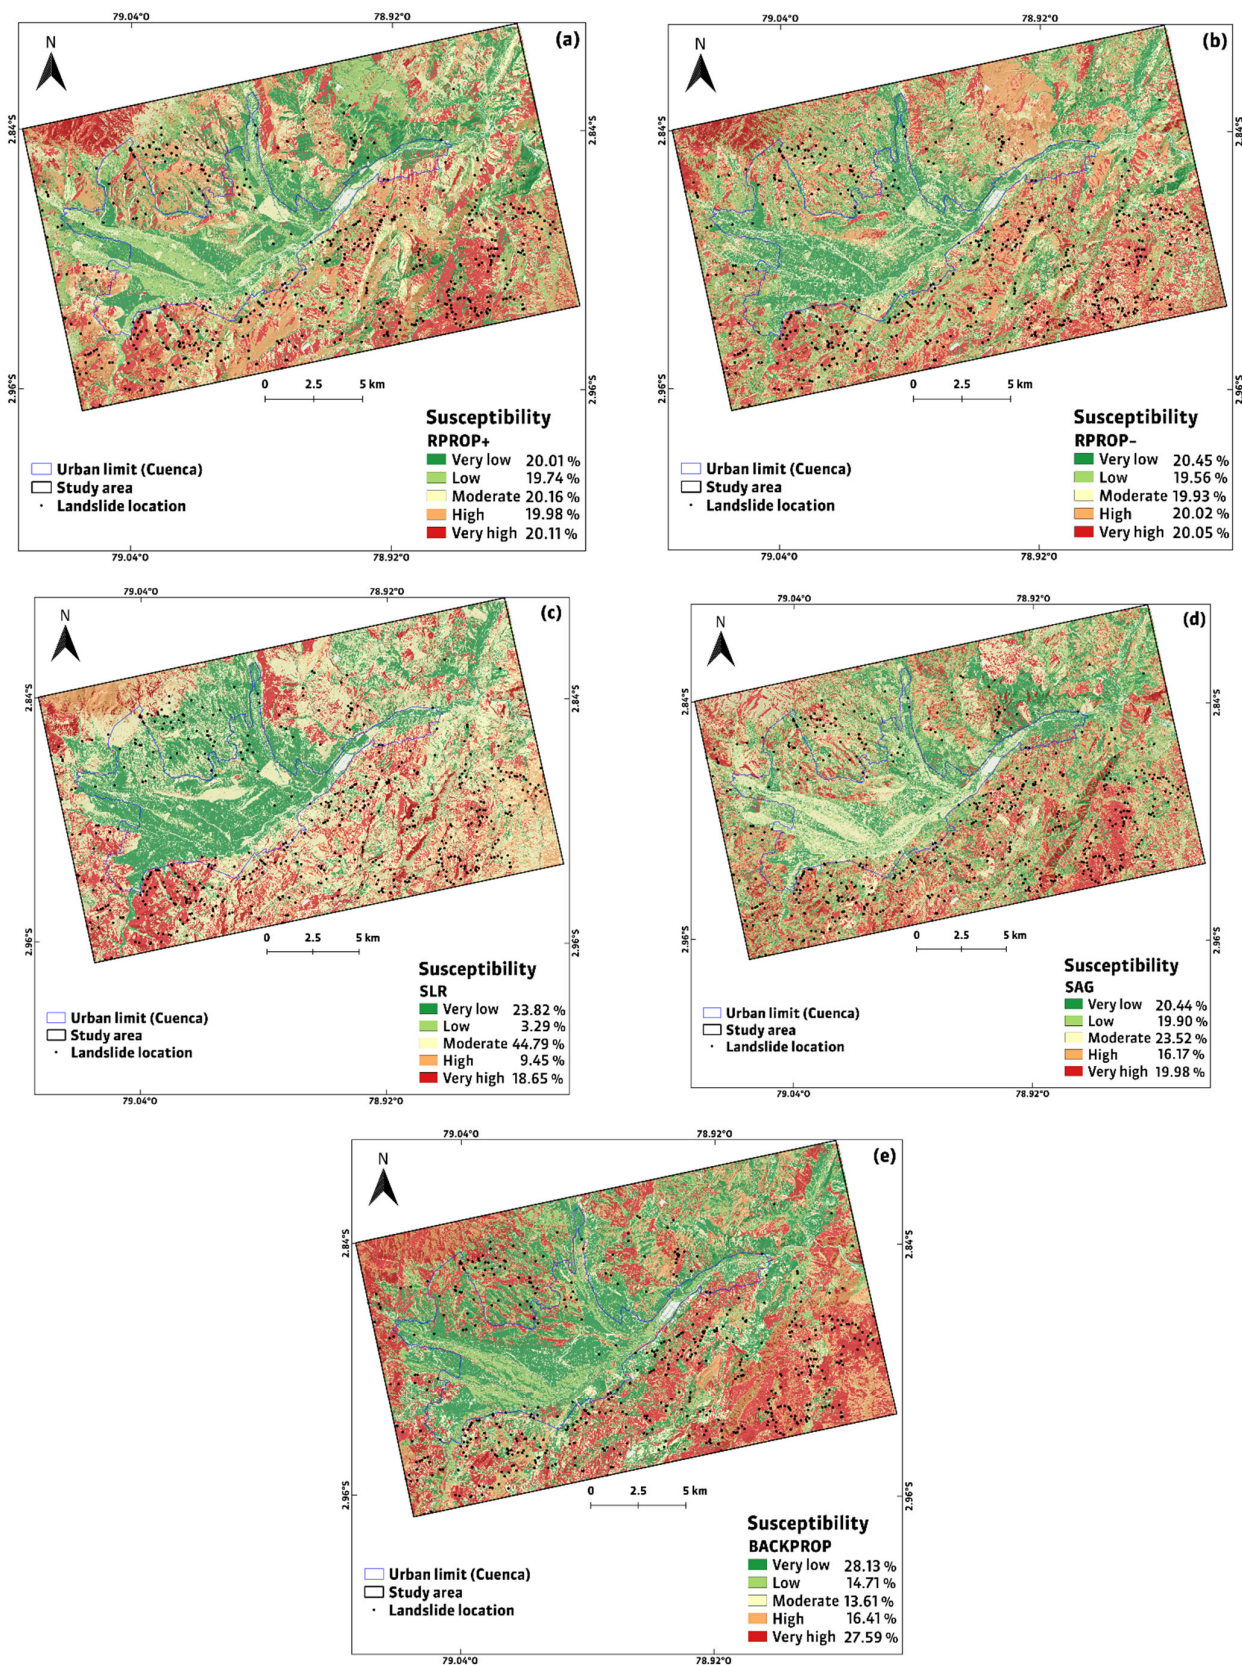 79.04°O 78.92°O
(a)
N
2.84°S
2.84°S
2.96°S
2.96°S
0 2.5 5 km
Susceptibility
RPROP+
Very low 20.01 %
Low 19.74 %
Moderate 20.16 %
High 19.98 %
Very high 20.11 %
Urban limit (Cuenca)
Study area
Landslide location
79.04°O 78.92°O
79.04°O 78.92°O
(b)
N
2.84°S
2.84°S
2.96°S
2.96°S
0 2.5 5 km
Susceptibility
RPROP-
Very low 20.45 %
Low 19.56 %
Moderate 19.93 %
High 20.02 %
Very high 20.05 %
Urban limit (Cuenca)
Study area
Landslide location
79.04°O 78.92°O
79.04°O 78.92°O
(c)
N
2.84°S
2.84°S
2.96°S
2.96°S
0 2.5 5 km
Susceptibility
SLR
Very low 23.82 %
Low 3.29 %
Moderate 44.79 %
High 9.45 %
Very high 18.65 %
Urban limit (Cuenca)
Study area
Landslide location
79.04°O 78.92°O
79.04°O 78.92°O
(d)
N
2.84°S
2.84°S
2.96°S
2.96°S
0 2.5 5 km
Susceptibility
SAG
Very low 20.44 %
Low 19.90 %
Moderate 23.52 %
High 16.17 %
Very high 19.98 %
Urban limit (Cuenca)
Study area
Landslide location
79.04°O 78.92°O
79.04°O 78.92°O
(e)
N
2.84°S
2.84°S
2.96°S
2.96°S
0 2.5 5 km
Susceptibility
BACKPROP
Very low 28.13 %
Low 14.71 %
Moderate 13.61 %
High 16.41 %
Very high 27.59 %
Urban limit (Cuenca)
Study area
Landslide location
79.04°O 78.92°O